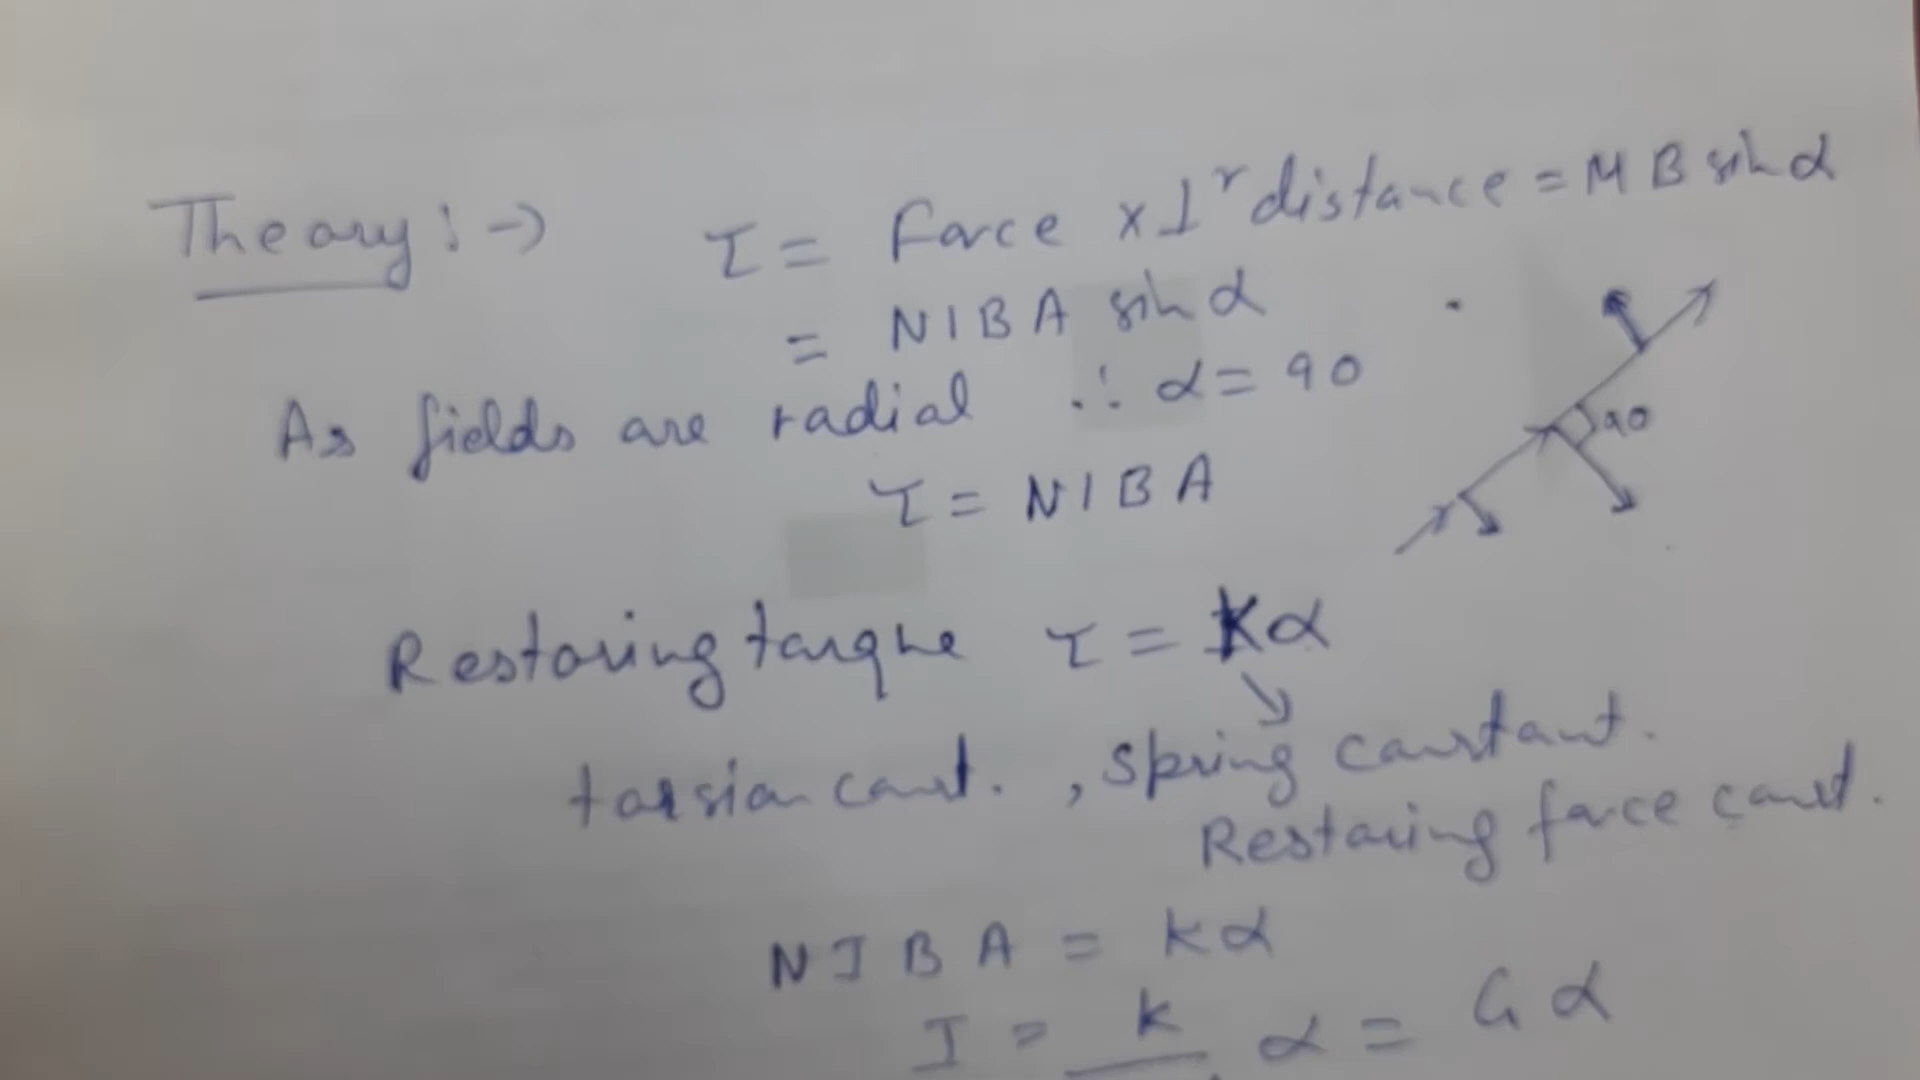 Theory :→ τ = Force × ⊥ʳ distance = MB sin α
= NIBA sin α
As fields are radial ∴ α = 90
τ = NIBA
90
Restoring torque τ = Kα
↘
torsion const. , spring constant.
Restoring force const.
NIBA = kα
I = k α = G α